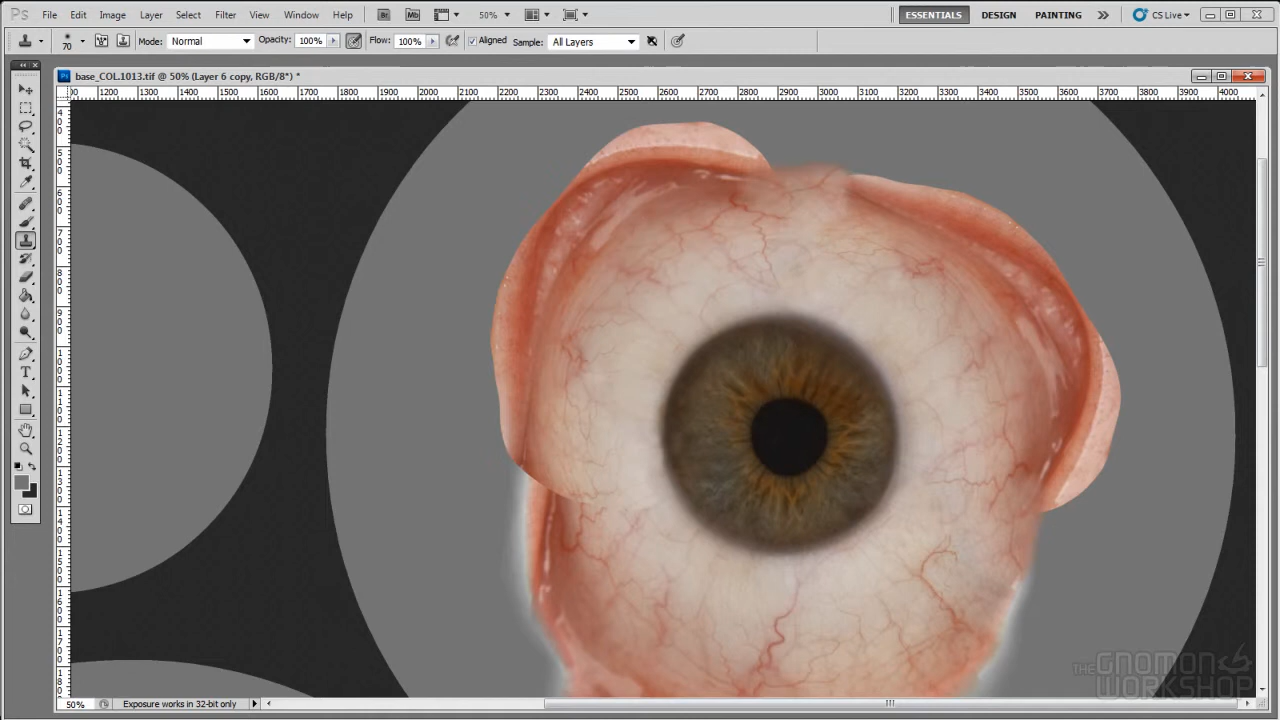 Ps File Edit Image Layer Select Filter View Window Help Br Mb 50% ESSENTIALS DESIGN PAINTING CS Live
70 Mode: Normal Opacity: 100% Flow: 100% Aligned Sample: All Layers
base_COL.1013.tif @ 50% (Layer 6 copy, RGB/8*) *
1200 1300 1400 1500 1600 1700 1800 1900 2000 2100 2200 2300 2400 2500 2600 2700 2800 2900 3000 3100 3200 3300 3400 3500 3600 3700 3800 3900 4000
THE GNOMON
WORKSHOP
50% Exposure works in 32-bit only